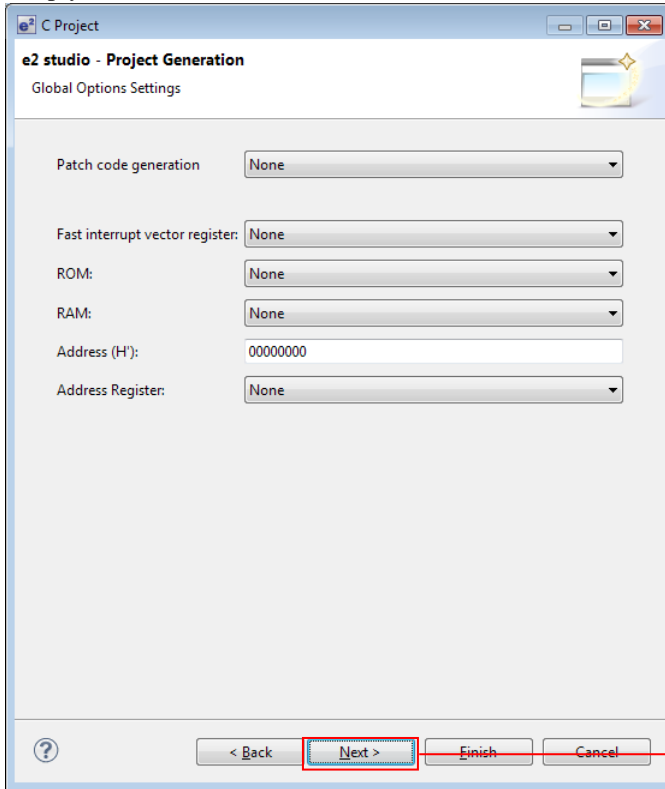 e² C Project
e2 studio - Project Generation
Global Options Settings
Patch code generation None
Fast interrupt vector register: None
ROM: None
RAM: None
Address (H'): 00000000
Address Register: None
? < Back Next > Finish Cancel